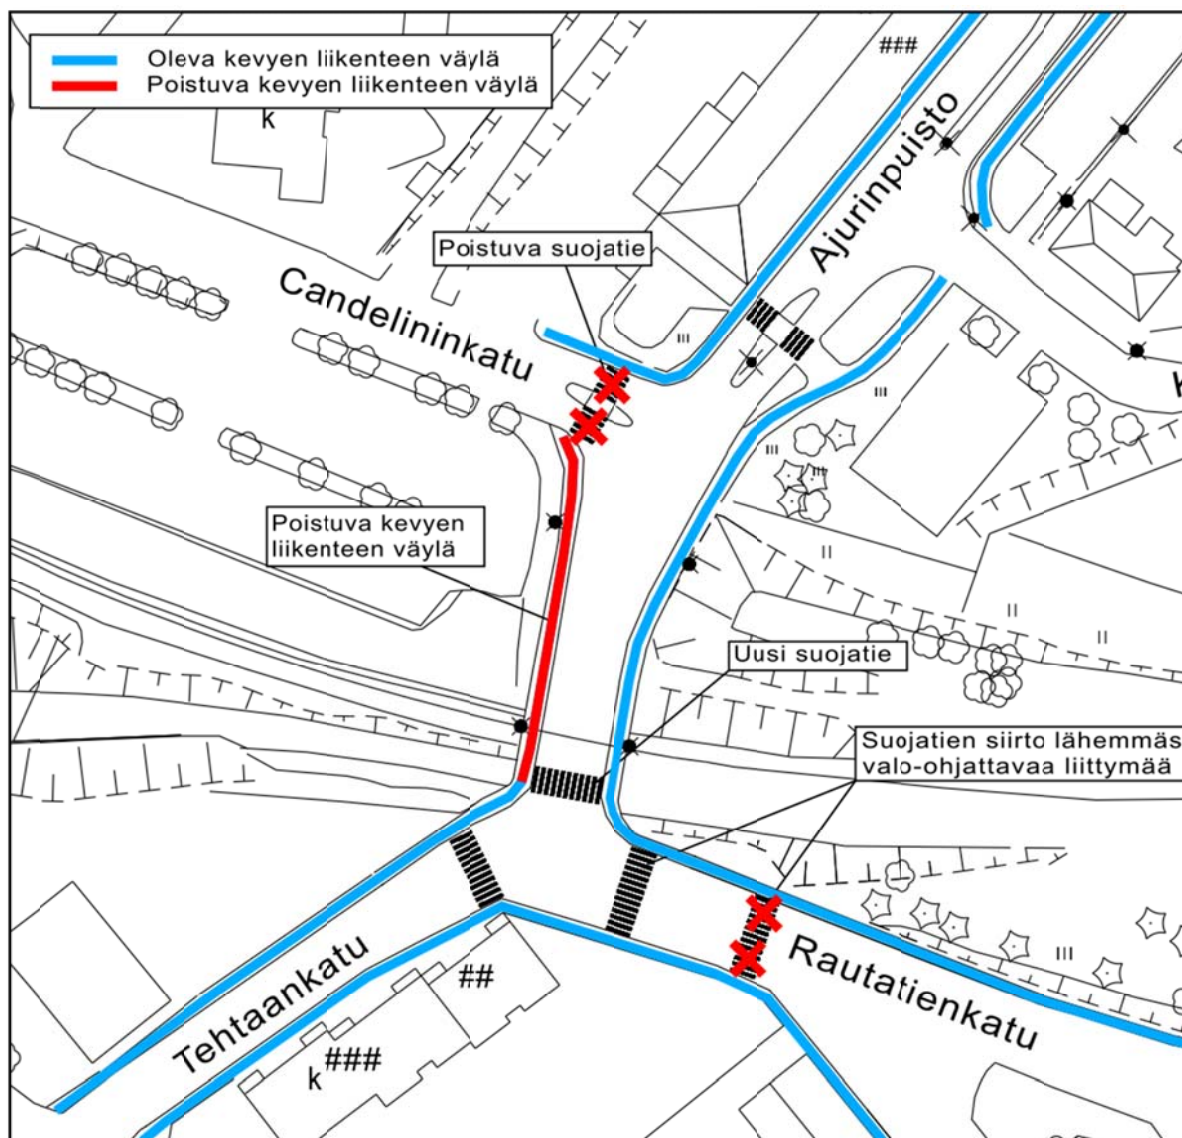 Oleva kevyen liikenteen väylä
Poistuva kevyen liikenteen väylä
###
k
Ajurinpuisto
Poistuva suojatie
Candelininkatu
K
Poistuva kevyen
liikenteen väylä
Uusi suojatie
Suojatien siirto lähemmäs
valo-ohjattavaa liittymää
Rautatienkatu
Tehtaankatu
##
k ###